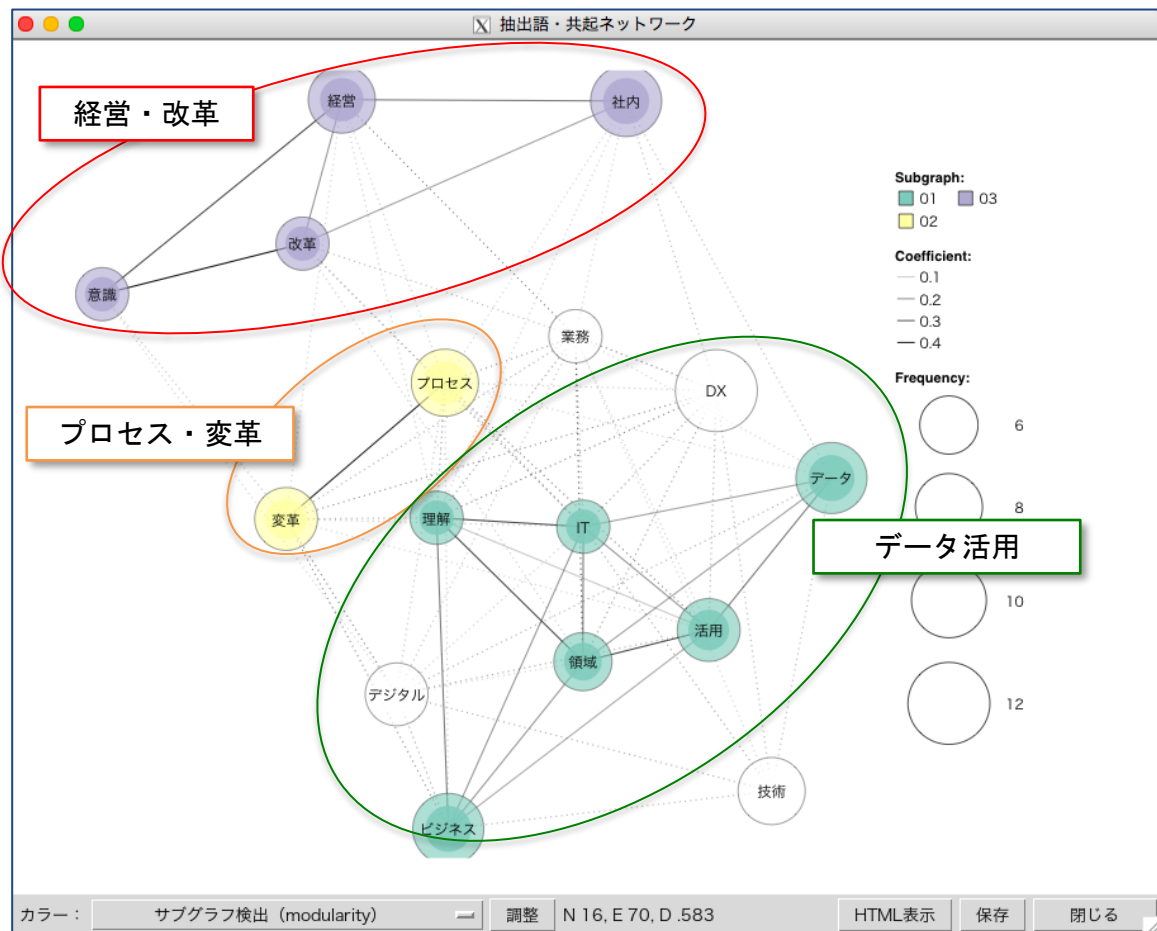 抽出語・共起ネットワーク
経営・改革
経営
社内
改革
意識
Subgraph:
01
03
02
Coefficient:
0.1
0.2
0.3
0.4
業務
プロセス
DX
Frequency:
6
プロセス・変革
データ
変革
理解
IT
8
データ活用
10
活用
領域
デジタル
12
技術
ビジネス
カラー：
サブグラフ検出（modularity）
調整
N 16, E 70, D .583
HTML表示
保存
閉じる